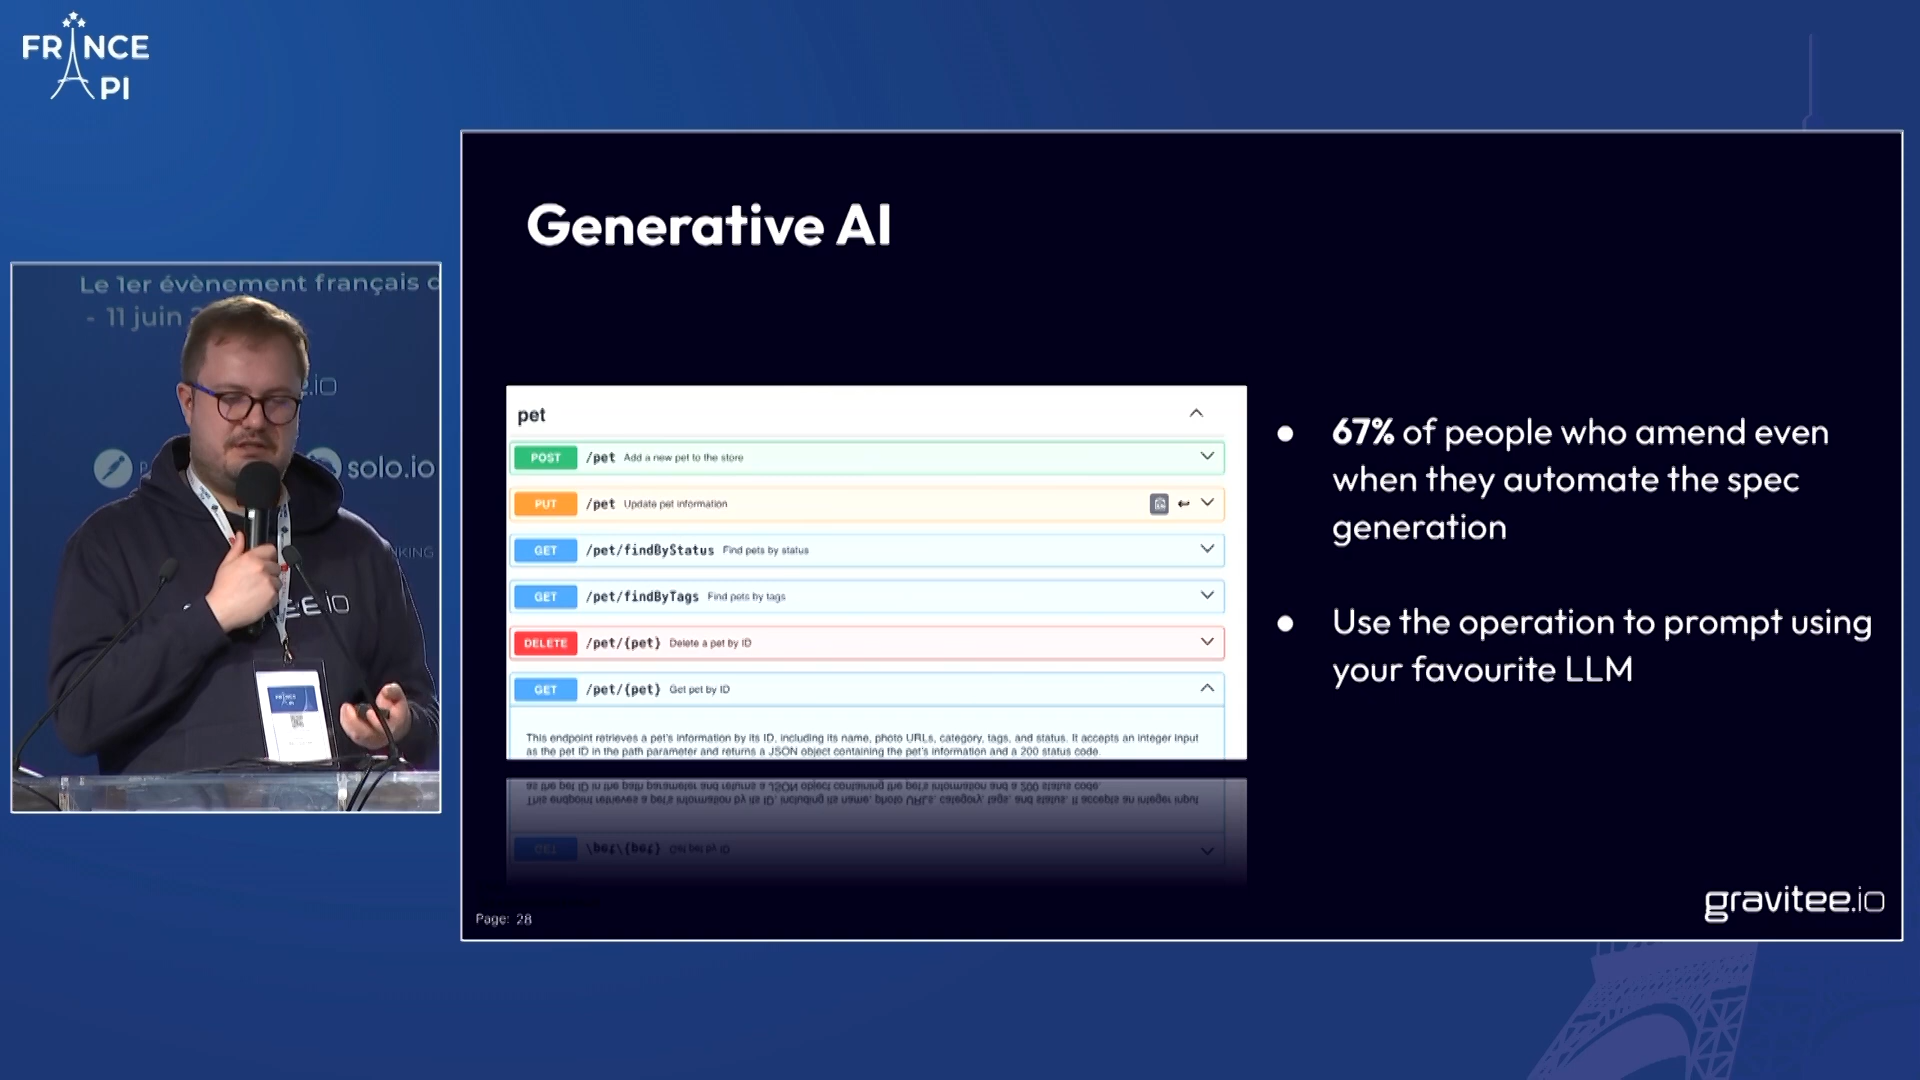 FRANCE
API
Le 1er évènement français
- 11 juin
.io
solo.io
KING
EE.IO
Generative AI
pet
POST /pet Add a new pet to the store
PUT /pet Update pet information
GET /pet/findByStatus Find pets by status
GET /pet/findByTags Find pets by tags
DELETE /pet/{pet} Delete a pet by ID
GET /pet/{pet} Get pet by ID
This endpoint retrieves a pet's information by its ID, including its name, photo URLs, category, tags, and status. It accepts an integer input
as the pet ID in the path parameter and returns a JSON object containing the pet's information and a 200 status code.
● 67% of people who amend even
when they automate the spec
generation
● Use the operation to prompt using
your favourite LLM
Page: 28
gravitee.io